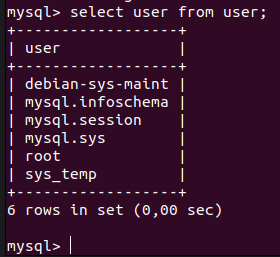 mysql> select user from user;
+------------------+
| user             |
+------------------+
| debian-sys-maint |
| mysql.infoschema |
| mysql.session    |
| mysql.sys        |
| root             |
| sys_temp         |
+------------------+
6 rows in set (0,00 sec)
mysql>